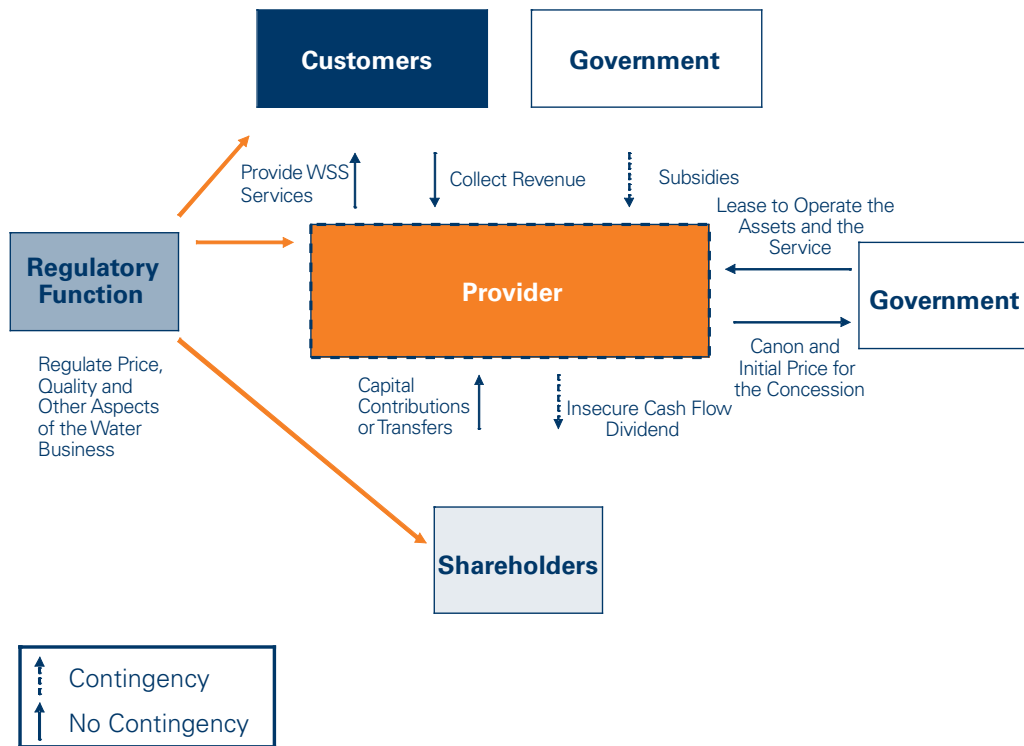 Customers
Government
Provide WSS
Services
Collect Revenue
Subsidies
Lease to Operate the
Assets and the
Service
Regulatory
Function
Provider
Government
Regulate Price,
Quality and
Other Aspects
of the Water
Business
Capital
Contributions
or Transfers
Insecure Cash Flow
Dividend
Canon and
Initial Price for
the Concession
Shareholders
Contingency
No Contingency